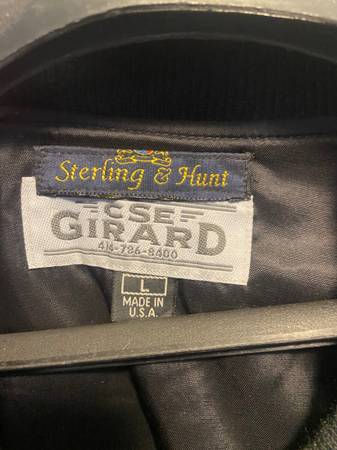 Sterling & Hunt
CSE
GIRARD
414-786-8400
L
MADE IN
U.S.A.